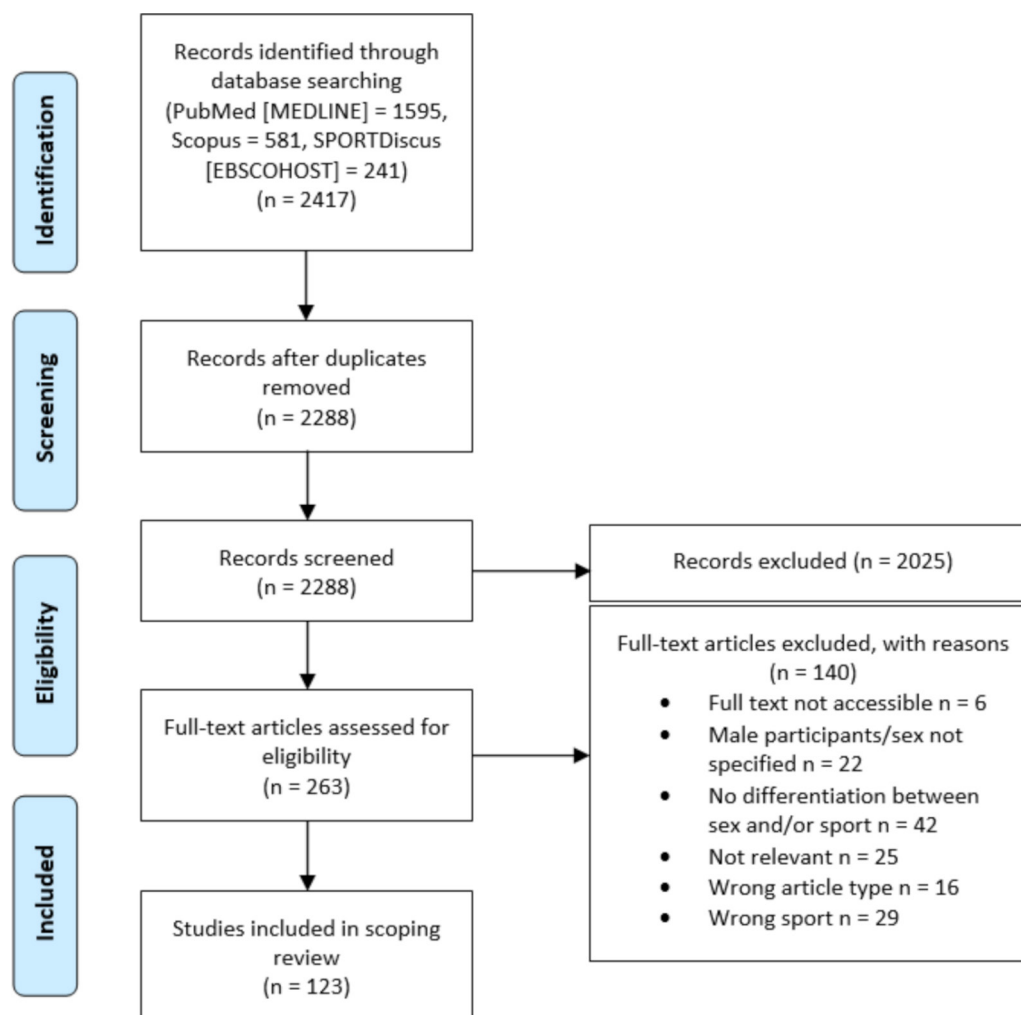 Identification
Records identified through
database searching
(PubMed [MEDLINE] = 1595,
Scopus = 581, SPORTDiscus
[EBSCOHOST] = 241)
(n = 2417)
Screening
Records after duplicates
removed
(n = 2288)
Eligibility
Records screened
(n = 2288)
Records excluded (n = 2025)
Full-text articles assessed for
eligibility
(n = 263)
Full-text articles excluded, with reasons
(n = 140)
• Full text not accessible n = 6
• Male participants/sex not
specified n = 22
• No differentiation between
sex and/or sport n = 42
• Not relevant n = 25
• Wrong article type n = 16
• Wrong sport n = 29
Included
Studies included in scoping
review
(n = 123)